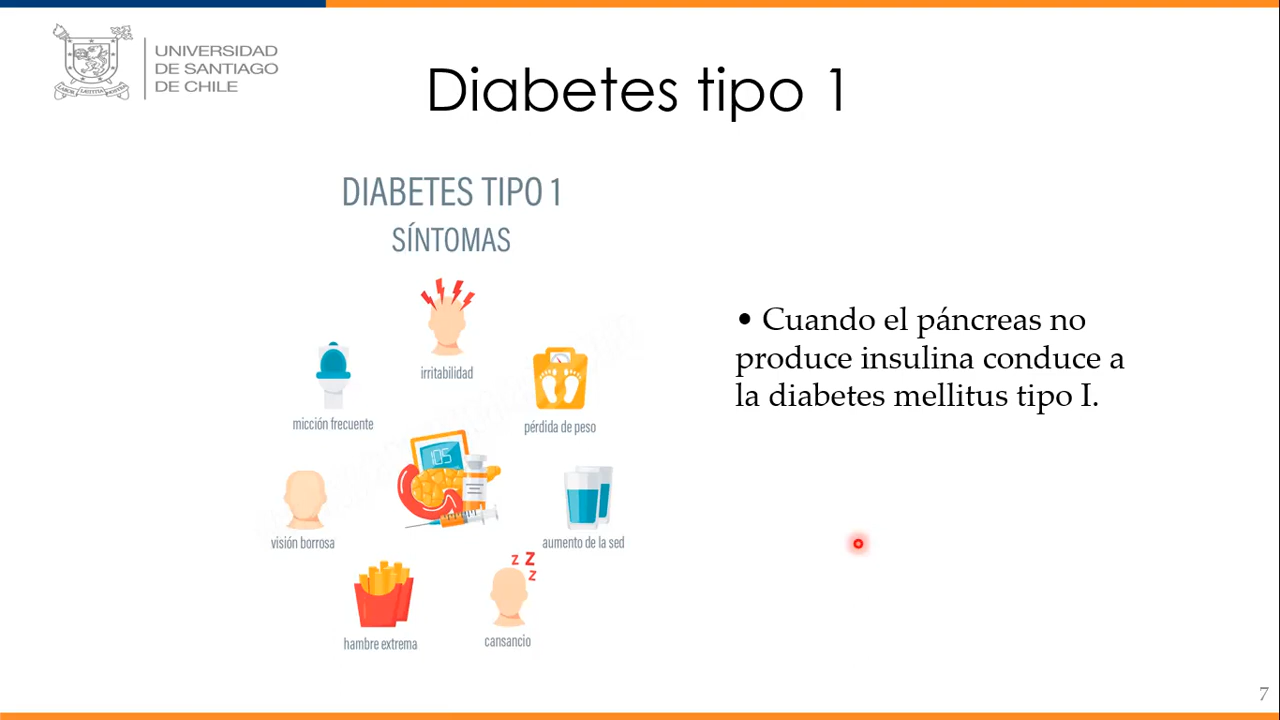 UNIVERSIDAD
DE SANTIAGO
DE CHILE
Diabetes tipo 1
DIABETES TIPO 1
SÍNTOMAS
irritabilidad
micción frecuente
pérdida de peso
105
visión borrosa
aumento de la sed
z Z
z
hambre extrema
cansancio
• Cuando el páncreas no
produce insulina conduce a
la diabetes mellitus tipo I.
7